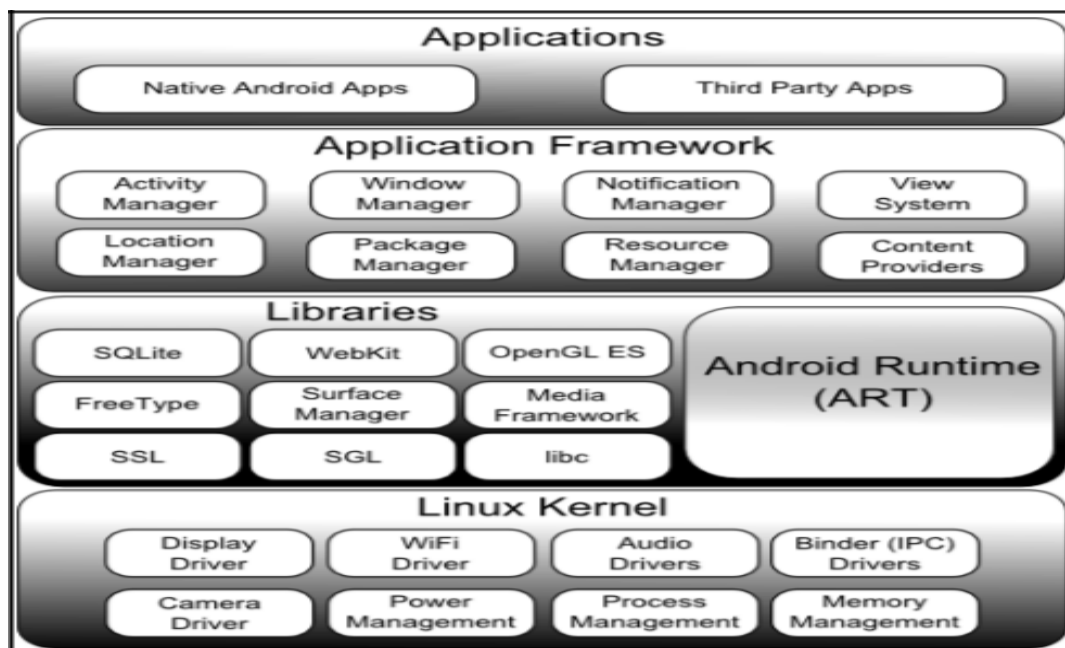 Applications
Native Android Apps
Third Party Apps
Application Framework
Activity
Manager
Window
Manager
Notification
Manager
View
System
Location
Manager
Package
Manager
Resource
Manager
Content
Providers
Libraries
SQLite
WebKit
OpenGL ES
FreeType
Surface
Manager
Media
Framework
SSL
SGL
libc
Android Runtime
(ART)
Linux Kernel
Display
Driver
WiFi
Driver
Audio
Drivers
Binder (IPC)
Drivers
Camera
Driver
Power
Management
Process
Management
Memory
Management